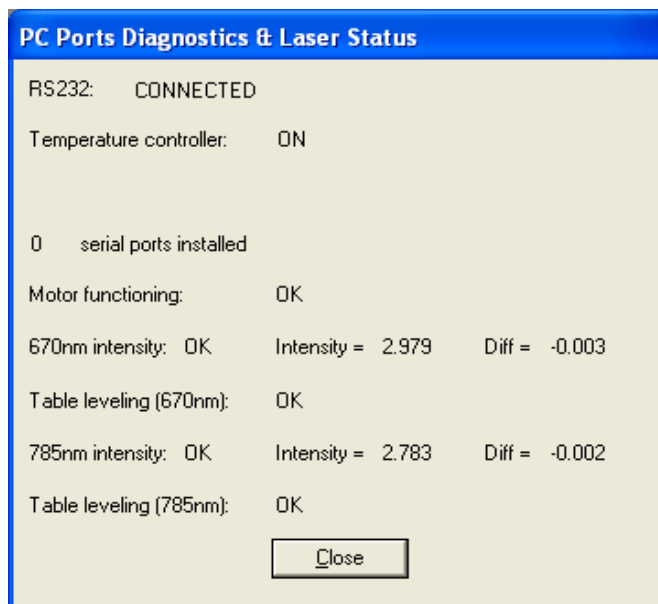 PC Ports Diagnostics & Laser Status
RS232: CONNECTED
Temperature controller: ON
0 serial ports installed
Motor functioning: OK
670nm intensity: OK Intensity = 2.979 Diff = -0.003
Table leveling (670nm): OK
785nm intensity: OK Intensity = 2.783 Diff = -0.002
Table leveling (785nm): OK
Close